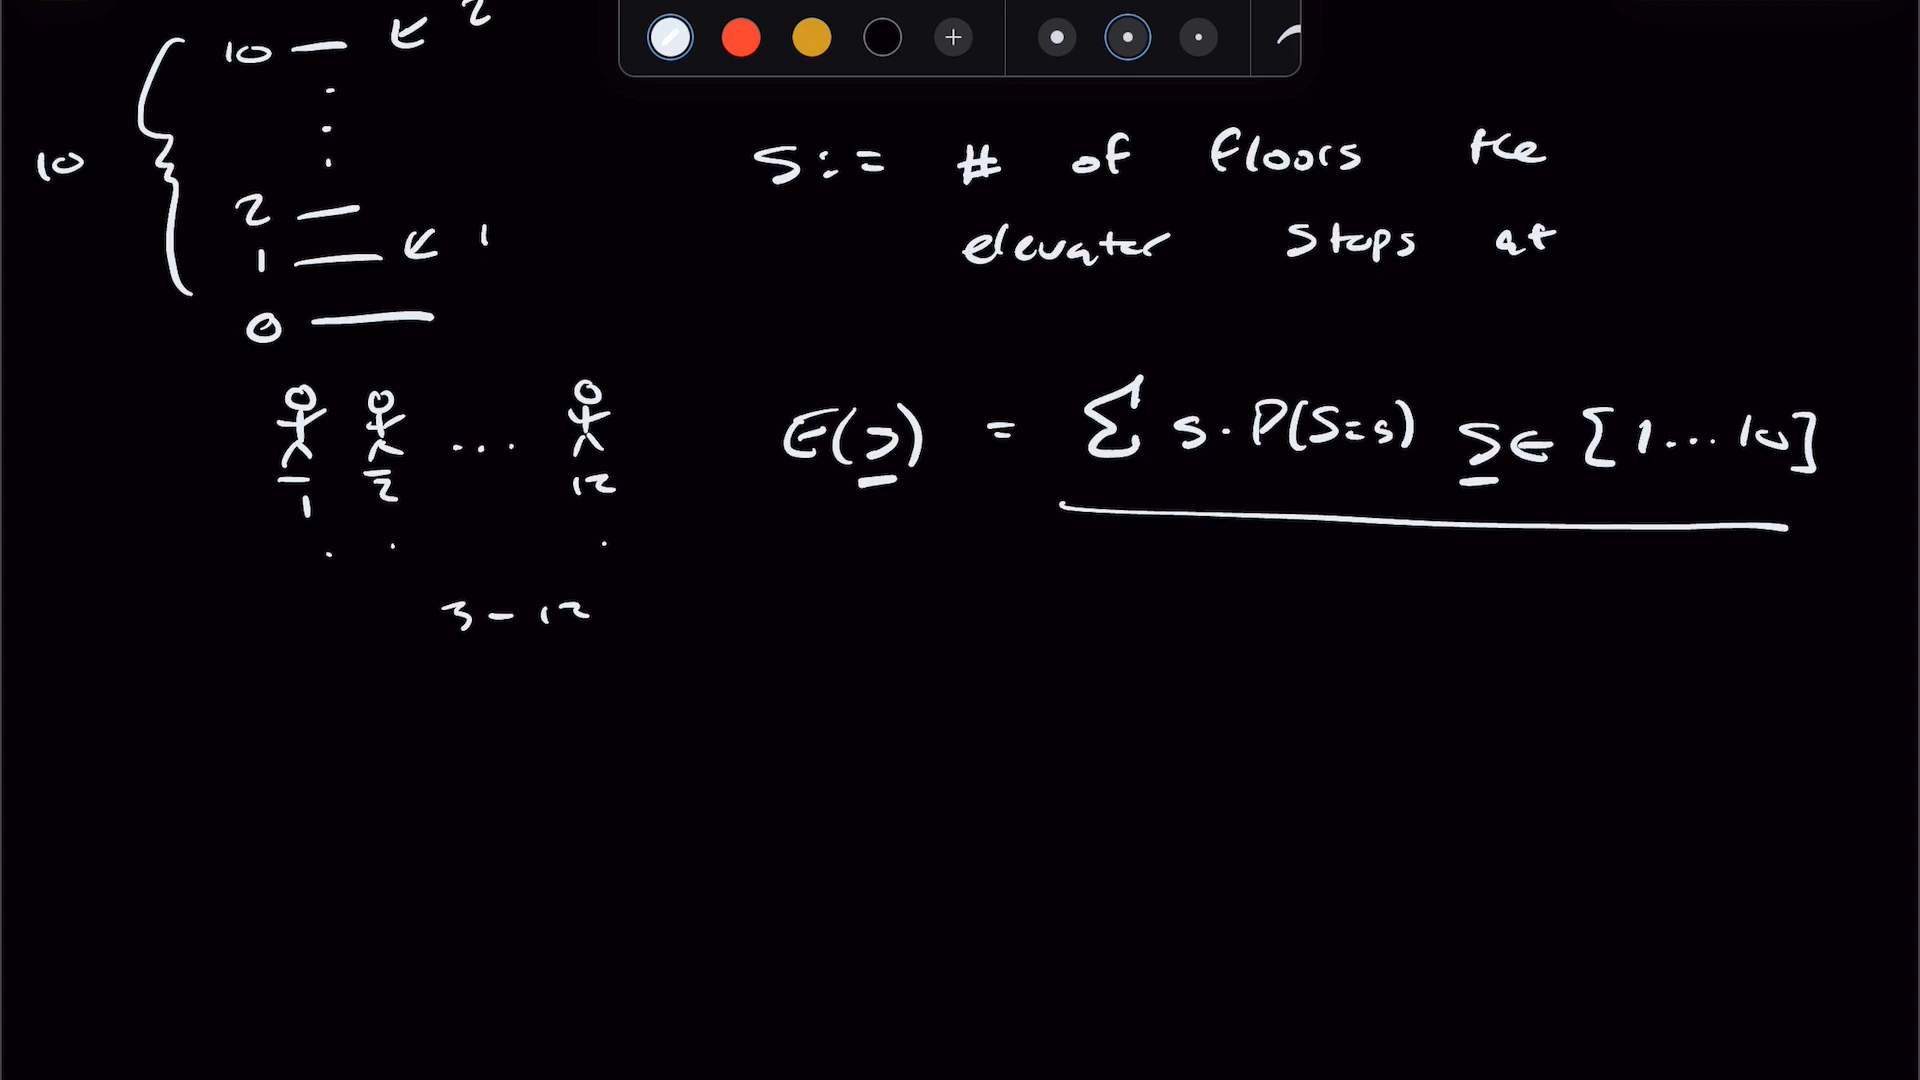 10 ← 2
10
2
1 ← 1
0
S := # of floors the
elevator stops at
E(S) = Σ s · P(S=s) S ∈ [1...10]
1 2 ... 12
3 - 12